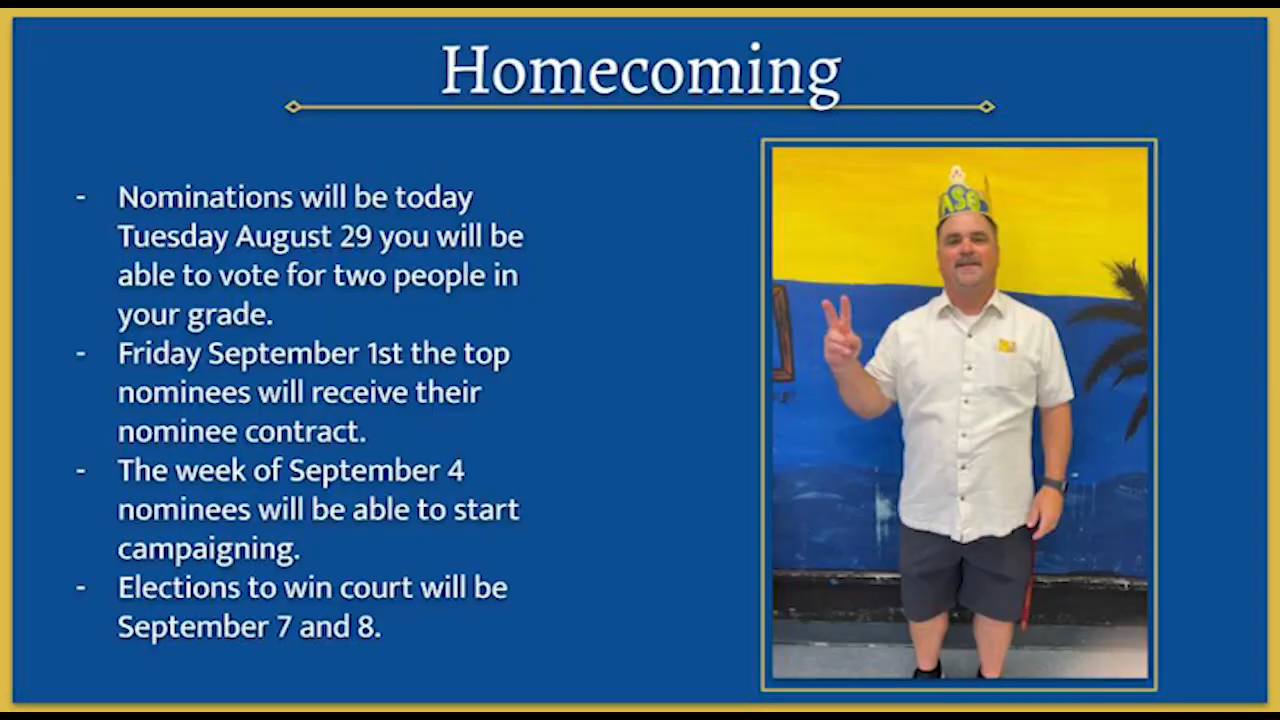 Homecoming
- Nominations will be today
Tuesday August 29 you will be
able to vote for two people in
your grade.
- Friday September 1st the top
nominees will receive their
nominee contract.
- The week of September 4
nominees will be able to start
campaigning.
- Elections to win court will be
September 7 and 8.
ASB